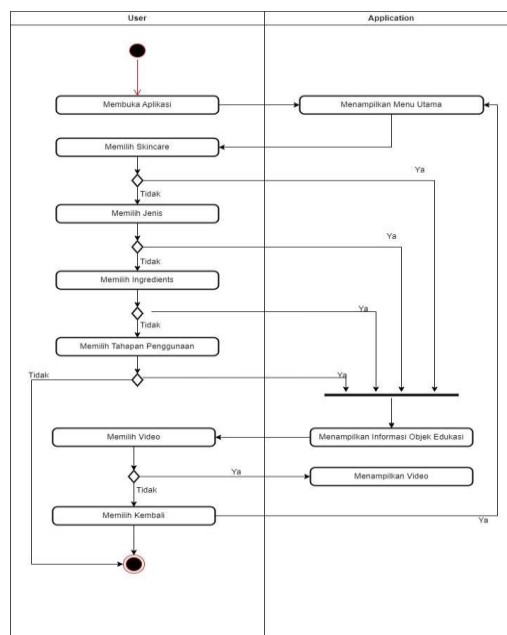 User
Application
Membuka Aplikasi
Menampilkan Menu Utama
Memilih Skincare
Ya
Tidak
Memilih Jenis
Ya
Tidak
Memilih Ingredients
Ya
Tidak
Memilih Tahapan Penggunaan
Tidak
Ya
Memilih Video
Menampilkan Informasi Objek Edukasi
Ya
Menampilkan Video
Tidak
Memilih Kembali
Ya